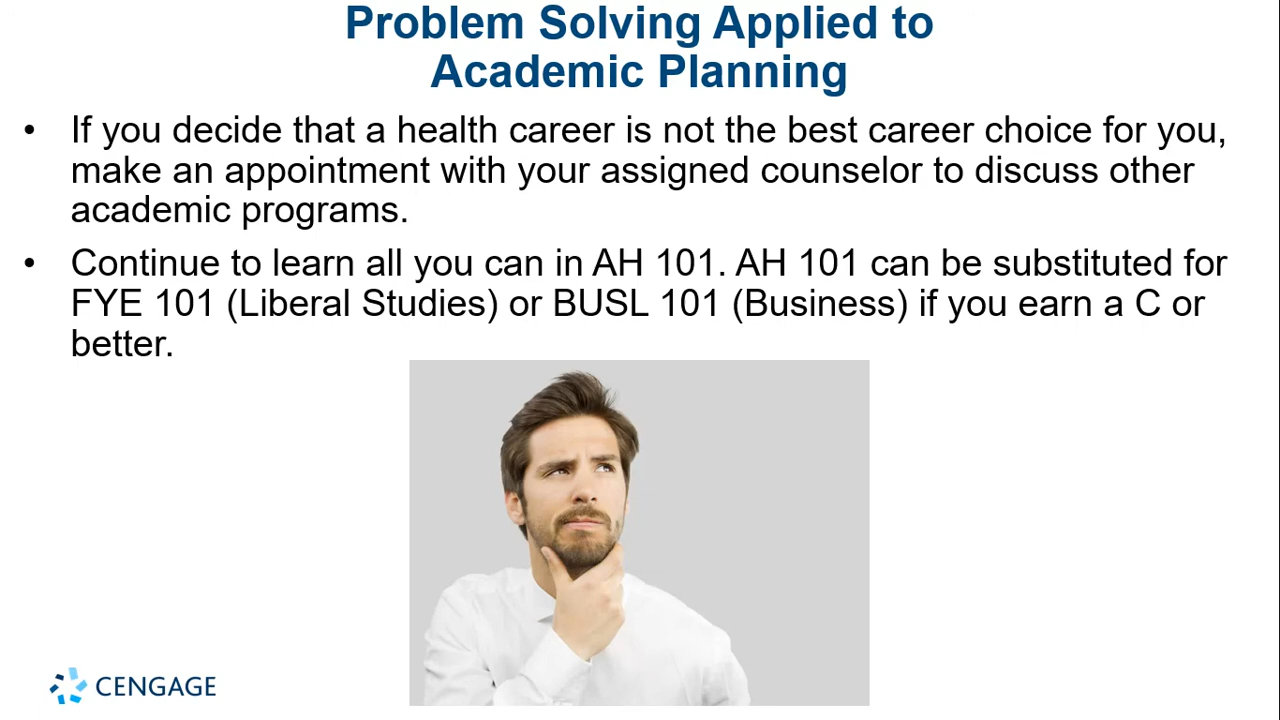 Problem Solving Applied to
Academic Planning
• If you decide that a health career is not the best career choice for you,
make an appointment with your assigned counselor to discuss other
academic programs.
• Continue to learn all you can in AH 101. AH 101 can be substituted for
FYE 101 (Liberal Studies) or BUSL 101 (Business) if you earn a C or
better.
CENGAGE